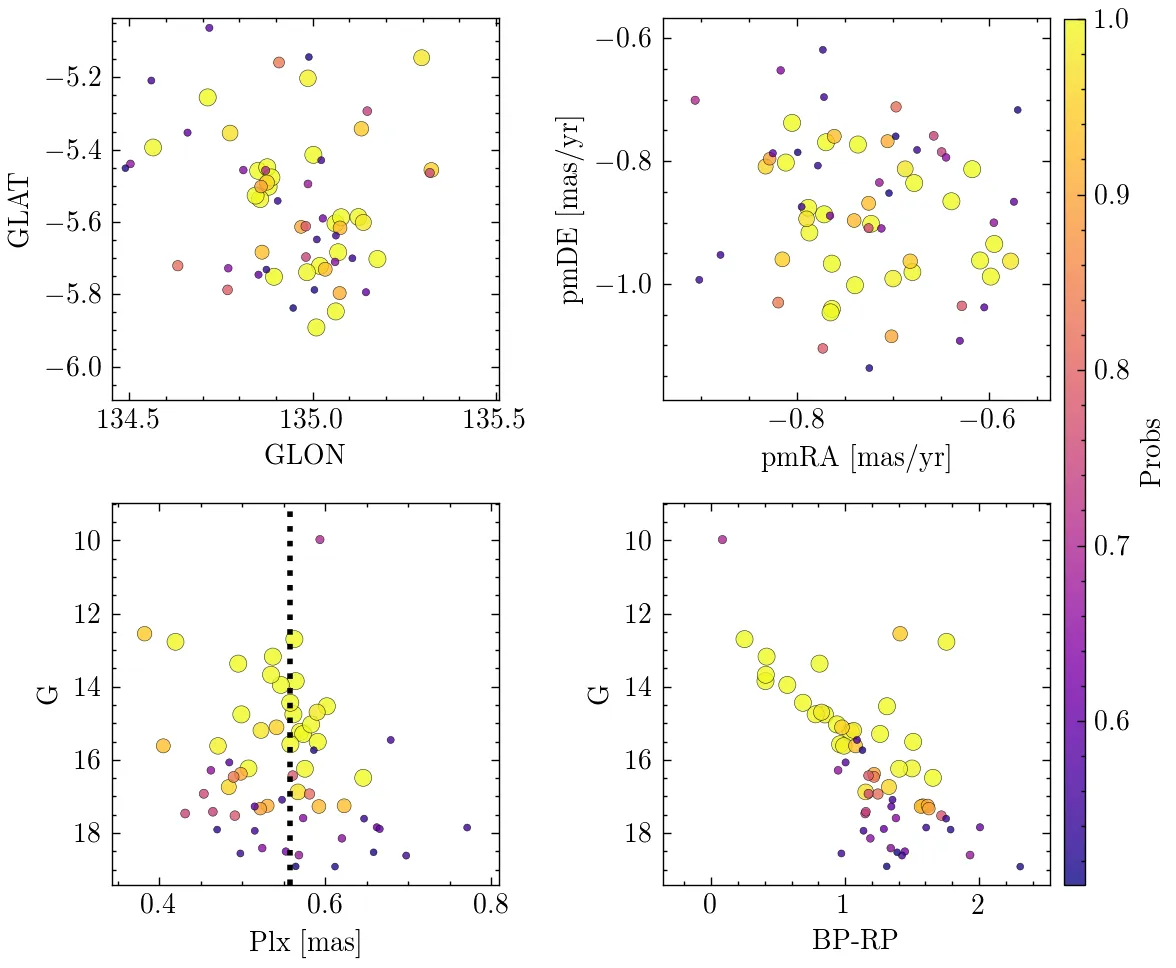 −5.2
−5.4
−5.6
−5.8
−6.0
GLAT
134.5 135.0 135.5
GLON
−0.6
−0.8
−1.0
pmDE [mas/yr]
−0.8 −0.6
pmRA [mas/yr]
10
12
14
16
18
G
0.4 0.6 0.8
Plx [mas]
10
12
14
16
18
G
0 1 2
BP-RP
1.0
0.9
0.8
0.7
0.6
Probs